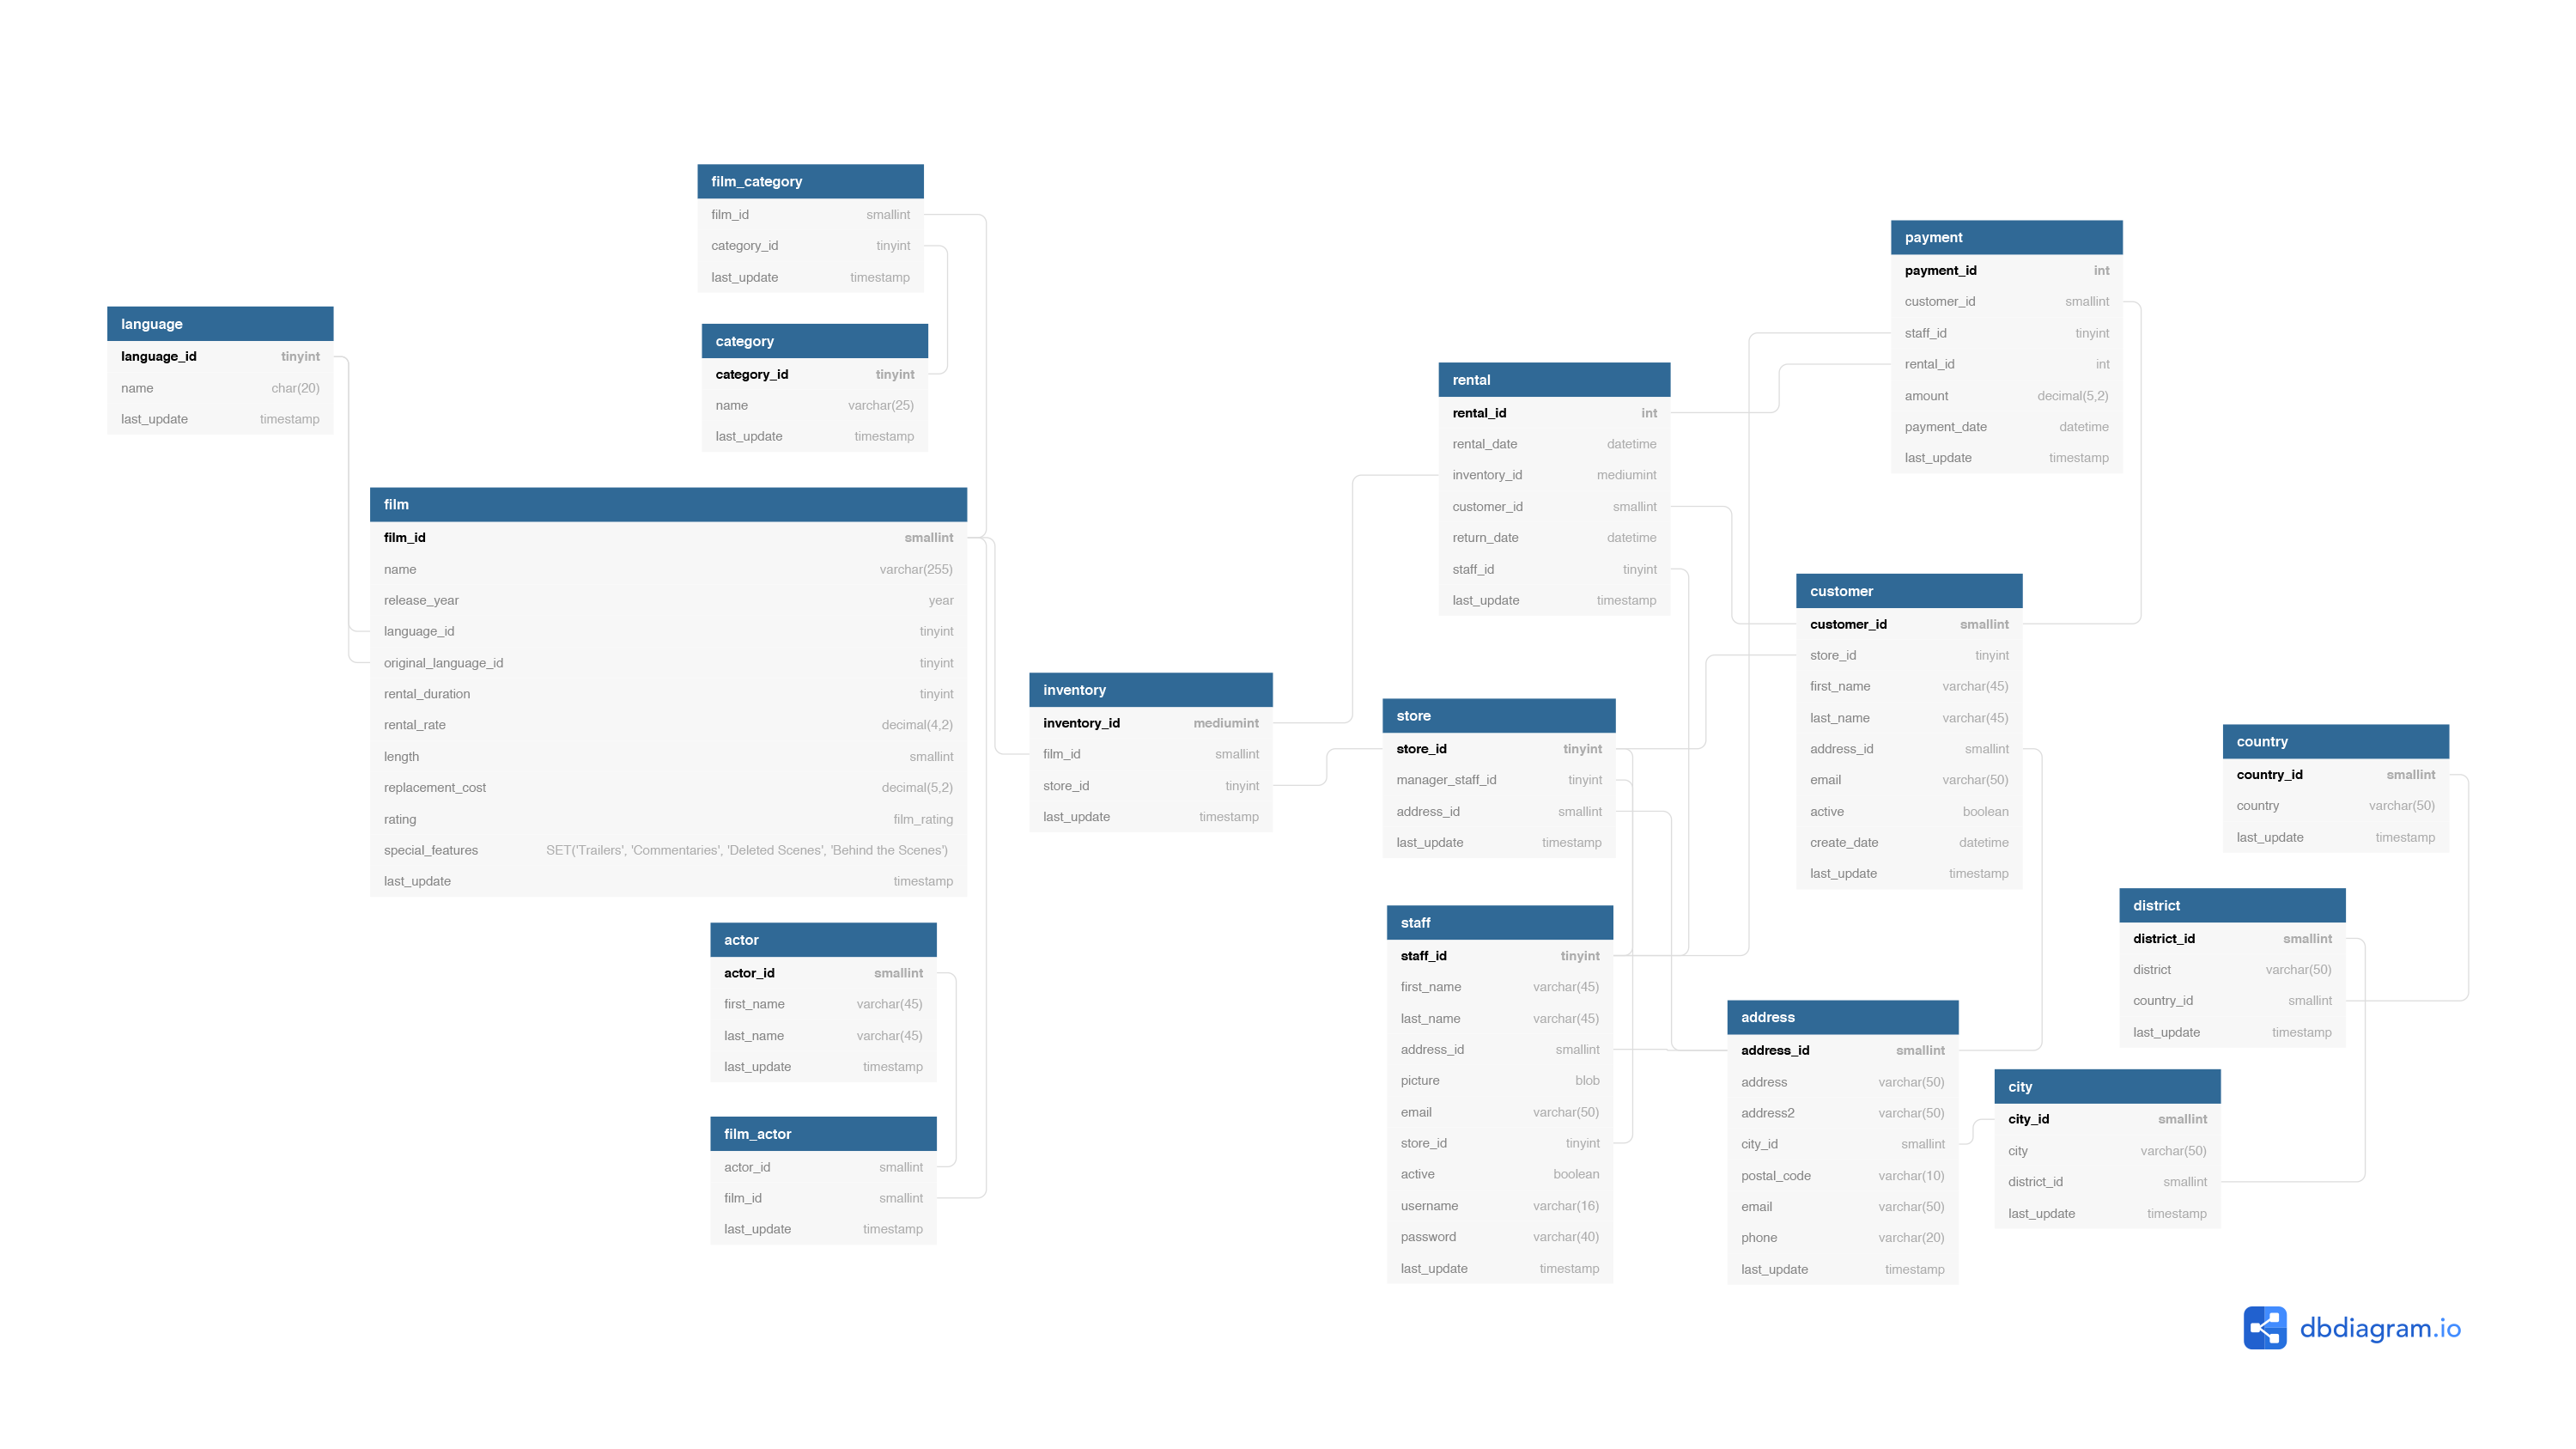 film_category
film_id smallint
category_id tinyint
last_update timestamp
language
language_id tinyint
name char(20)
last_update timestamp
category
category_id tinyint
name varchar(25)
last_update timestamp
film
film_id smallint
name varchar(255)
release_year year
language_id tinyint
original_language_id tinyint
rental_duration tinyint
rental_rate decimal(4,2)
length smallint
replacement_cost decimal(5,2)
rating film_rating
special_features SET('Trailers', 'Commentaries', 'Deleted Scenes', 'Behind the Scenes')
last_update timestamp
actor
actor_id smallint
first_name varchar(45)
last_name varchar(45)
last_update timestamp
film_actor
actor_id smallint
film_id smallint
last_update timestamp
inventory
inventory_id mediumint
film_id smallint
store_id tinyint
last_update timestamp
rental
rental_id int
rental_date datetime
inventory_id mediumint
customer_id smallint
return_date datetime
staff_id tinyint
last_update timestamp
store
store_id tinyint
manager_staff_id tinyint
address_id smallint
last_update timestamp
staff
staff_id tinyint
first_name varchar(45)
last_name varchar(45)
address_id smallint
picture blob
email varchar(50)
store_id tinyint
active boolean
username varchar(16)
password varchar(40)
last_update timestamp
payment
payment_id int
customer_id smallint
staff_id tinyint
rental_id int
amount decimal(5,2)
payment_date datetime
last_update timestamp
customer
customer_id smallint
store_id tinyint
first_name varchar(45)
last_name varchar(45)
address_id smallint
email varchar(50)
active boolean
create_date datetime
last_update timestamp
address
address_id smallint
address varchar(50)
address2 varchar(50)
city_id smallint
postal_code varchar(10)
email varchar(50)
phone varchar(20)
last_update timestamp
country
country_id smallint
country varchar(50)
last_update timestamp
district
district_id smallint
district varchar(50)
country_id smallint
last_update timestamp
city
city_id smallint
city varchar(50)
district_id smallint
last_update timestamp
dbdiagram.io